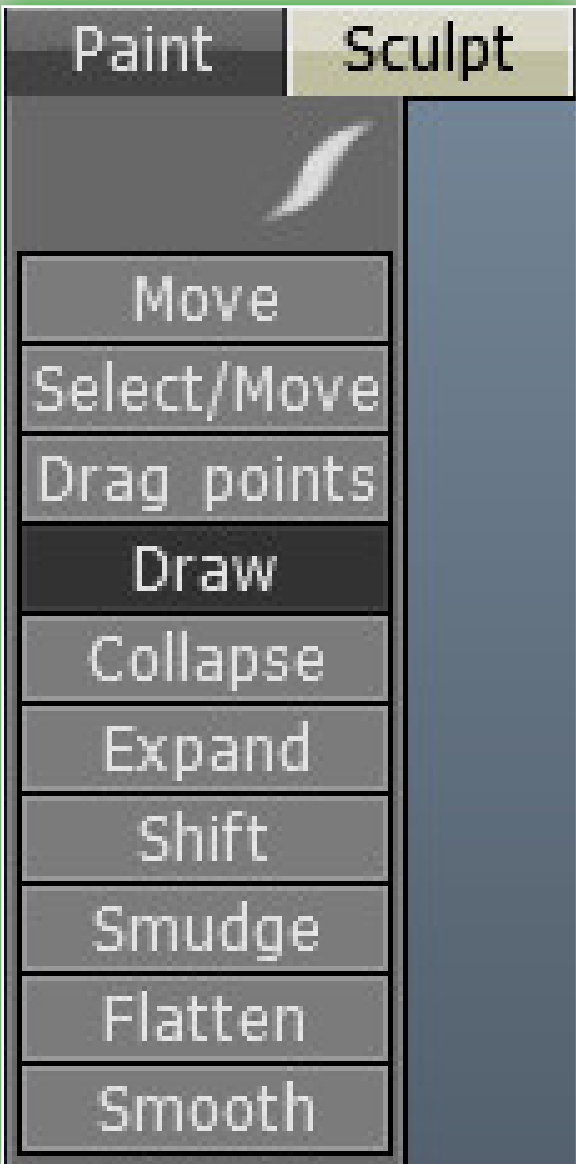 Paint Sculpt
Move
Select/Move
Drag points
Draw
Collapse
Expand
Shift
Smudge
Flatten
Smooth